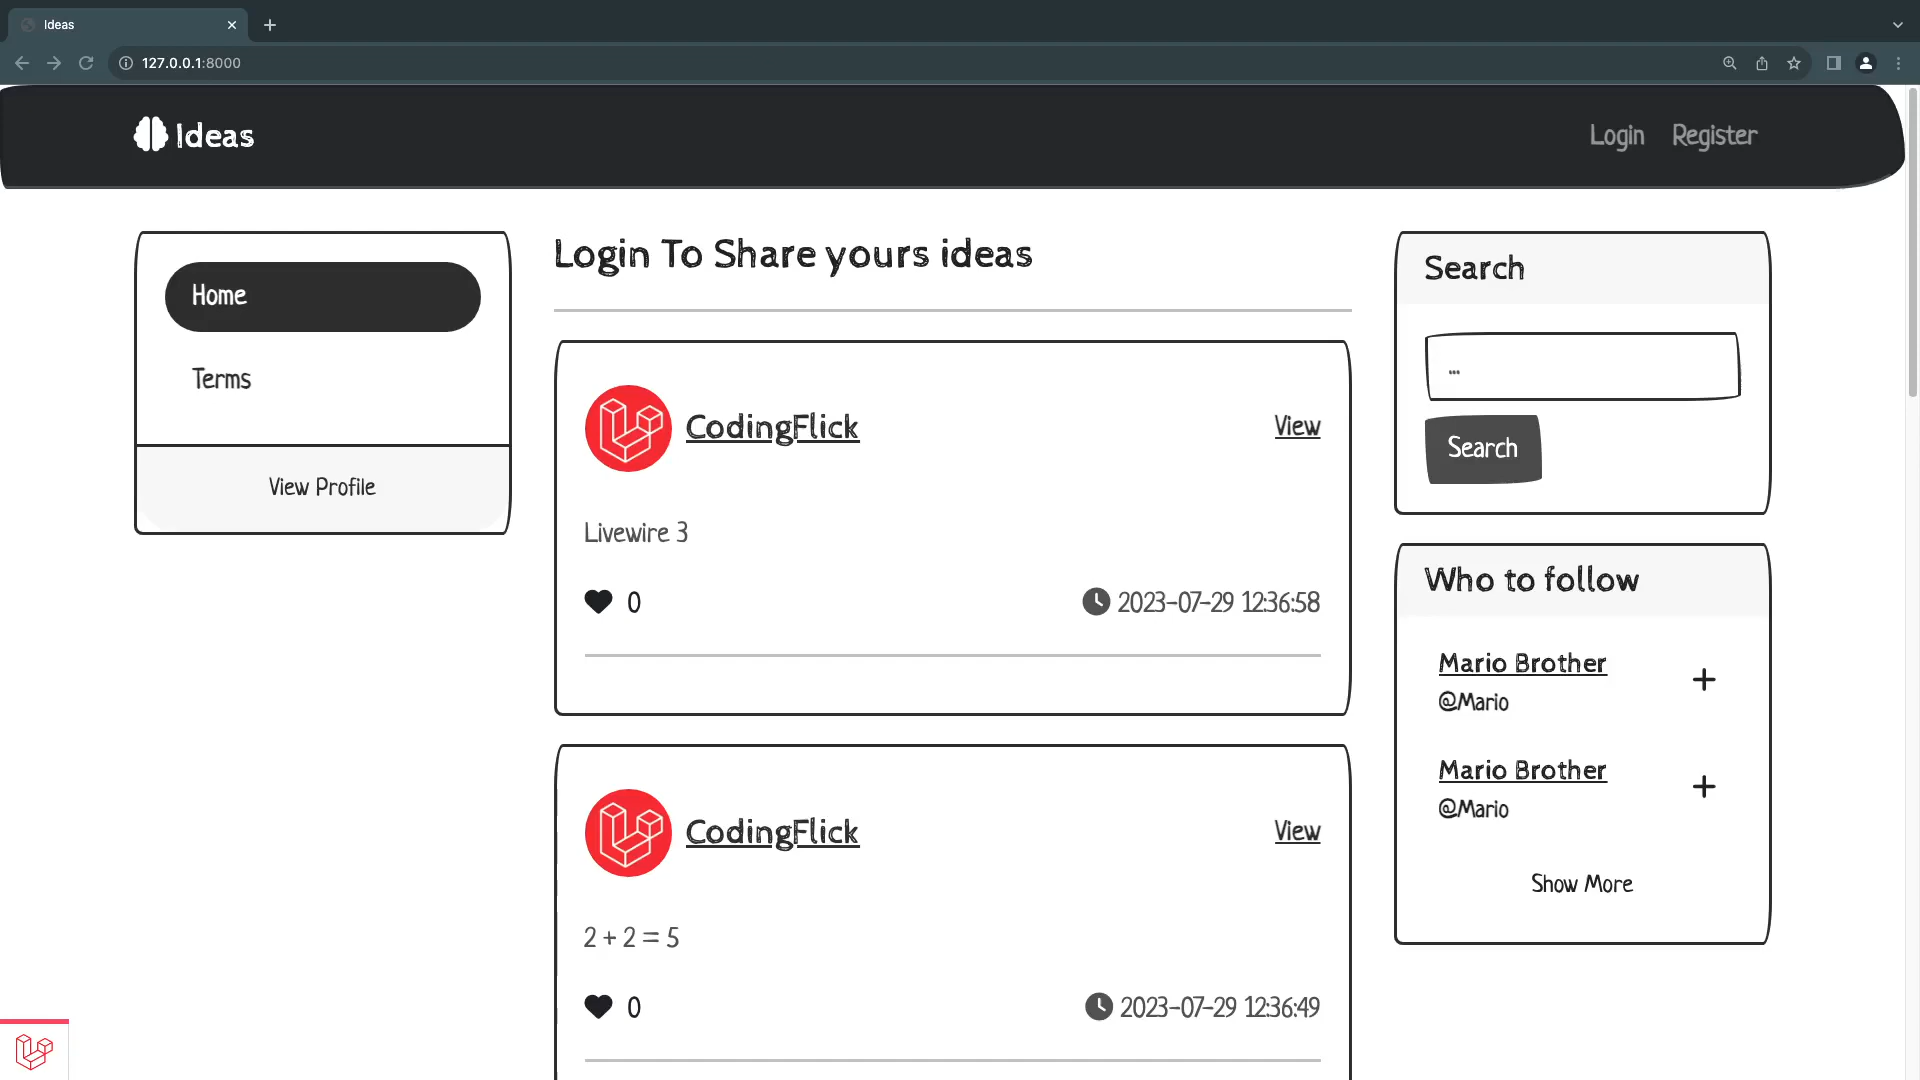 Ideas
127.0.0.1:8000
Ideas
Login Register
Home
Terms
View Profile
Login To Share yours ideas
CodingFlick
View
Livewire 3
0
2023-07-29 12:36:58
CodingFlick
View
2 + 2 = 5
0
2023-07-29 12:36:49
Search
...
Search
Who to follow
Mario Brother
@Mario
Mario Brother
@Mario
Show More